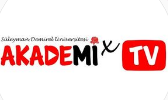 Süleyman Demirel Üniversitesi
AKADEMİ x TV